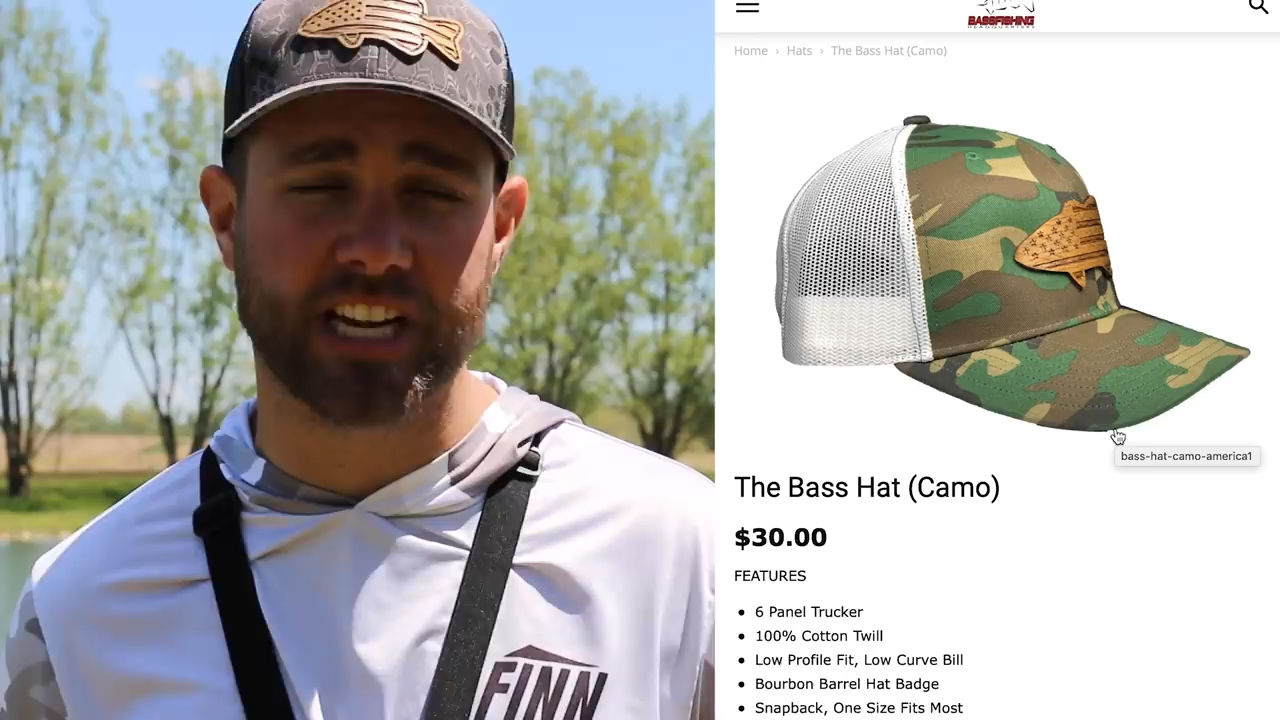 BASSFISHING
HEADQUARTERS
Home › Hats › The Bass Hat (Camo)
bass-hat-camo-america1
The Bass Hat (Camo)
$30.00
FEATURES
6 Panel Trucker
100% Cotton Twill
Low Profile Fit, Low Curve Bill
Bourbon Barrel Hat Badge
Snapback, One Size Fits Most
FINN